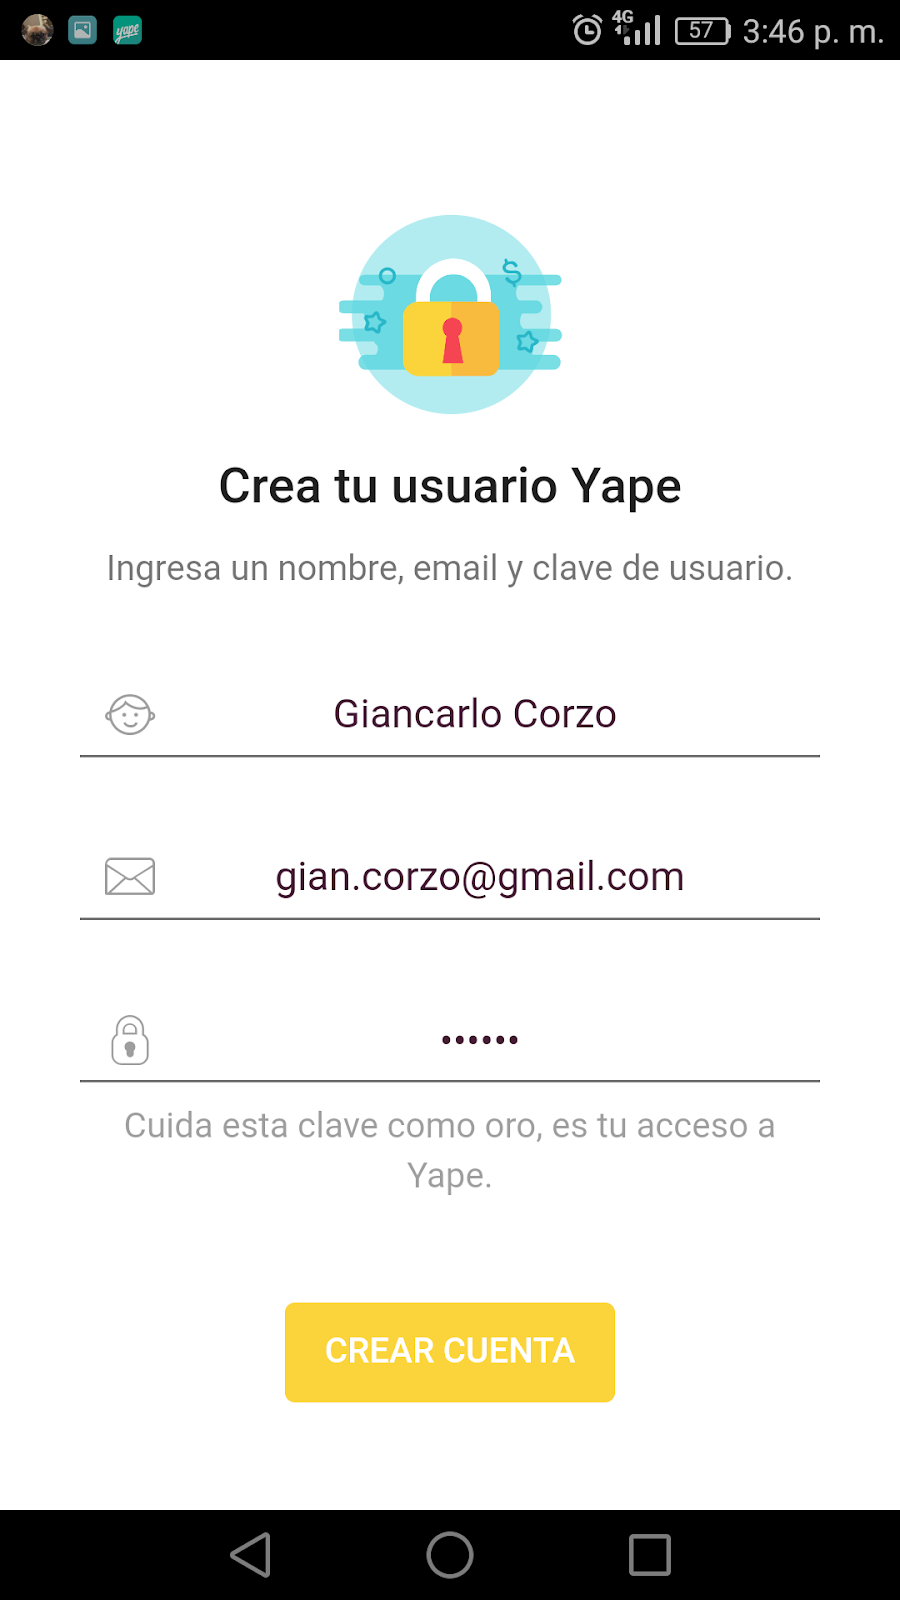 yape
4G
57
3:46 p. m.
$
Crea tu usuario Yape
Ingresa un nombre, email y clave de usuario.
Giancarlo Corzo
gian.corzo@gmail.com
••••••
Cuida esta clave como oro, es tu acceso a
Yape.
CREAR CUENTA